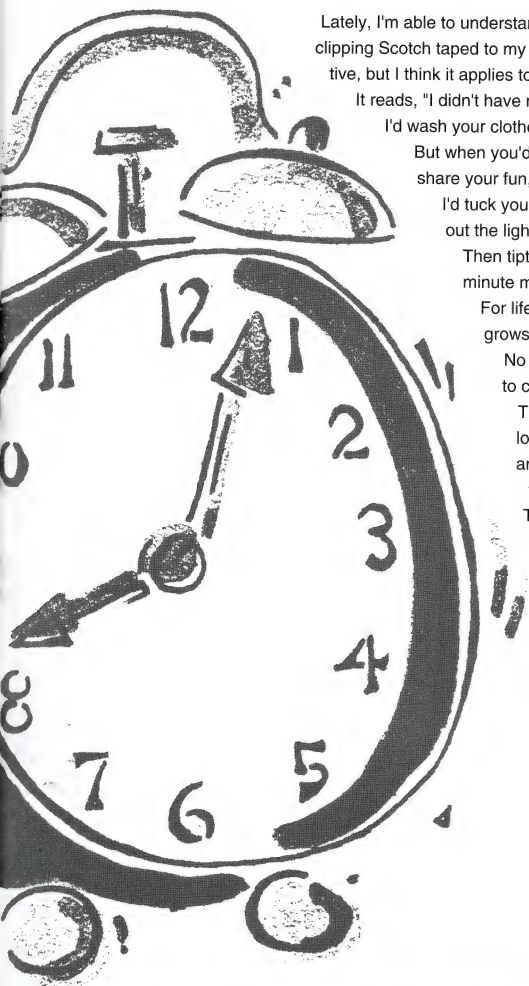 Lately, I'm able to understan
clipping Scotch taped to my
tive, but I think it applies to
It reads, "I didn't have
I'd wash your clothe
But when you'd
share your fun,
I'd tuck you
out the ligh
Then tipt
minute m
For life
grows
No
to c
T
lo
ar
T
12
11
1
2
0
3
4
8
7
5
6